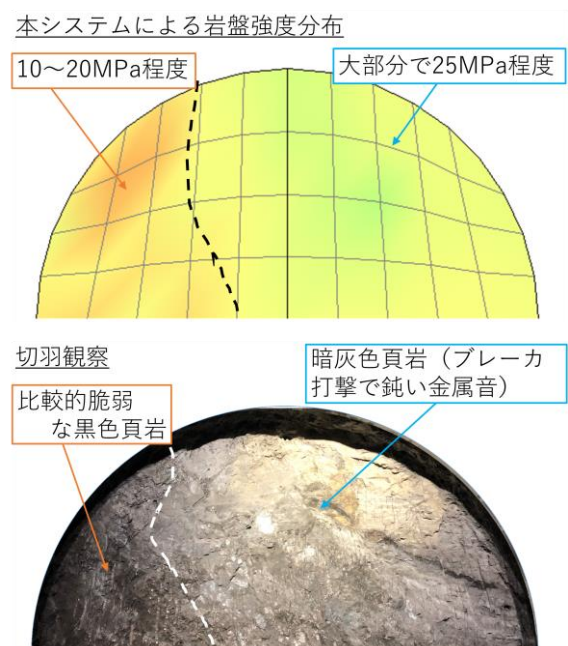 本システムによる岩盤強度分布
10～20MPa程度
大部分で25MPa程度
切羽観察
比較的脆弱
な黒色頁岩
暗灰色頁岩（ブレーカ
打撃で鈍い金属音）